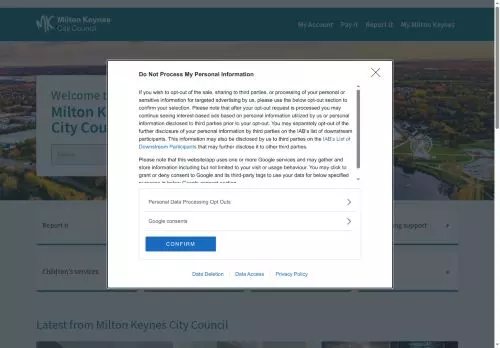 Milton Keynes
City Council
My Account Pay it Report it My Milton Keynes
Welcome to
Milton Keynes
City Council
Do Not Process My Personal Information
If you wish to opt-out of the sale, sharing to third parties, or processing of your personal or
sensitive information for targeted advertising by us, please use the below opt-out section to
confirm your selection. Please note that after your opt-out request is processed you may
continue seeing interest-based ads based on personal information utilized by us or personal
information disclosed to third parties prior to your opt-out. You may separately opt-out of the
further disclosure of your personal information by third parties on the IAB's list of downstream
participants. This information may also be disclosed by us to third parties on the IAB's List of
Downstream Participants that may further disclose it to other third parties.
Please note that this website/app uses one or more Google services and may gather and
store information including but not limited to your visit or usage behaviour. You may click to
grant or deny consent to Google and its third-party tags to use your data for below specified
purposes in below Google consent section.
Personal Data Processing Opt Outs
Google consents
CONFIRM
Data Deletion Data Access Privacy Policy
Report it
support
Children's services
Latest from Milton Keynes City Council